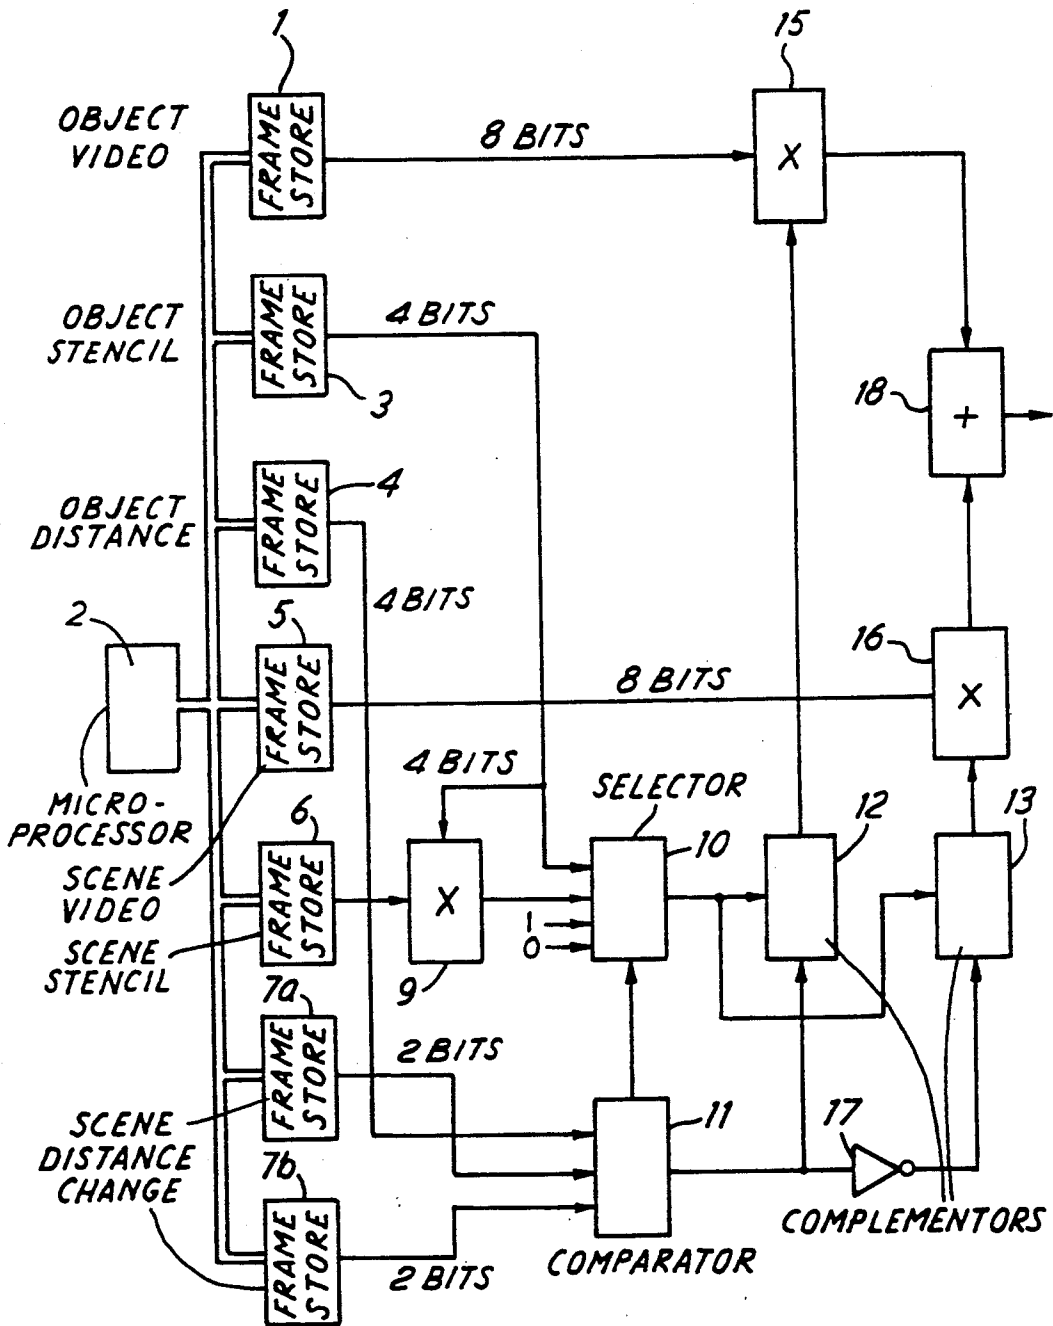 1
15
OBJECT
VIDEO
FRAME
STORE
8 BITS
X
OBJECT
STENCIL
FRAME
STORE
4 BITS
3
18
+
OBJECT
DISTANCE
FRAME
STORE
4
4 BITS
2
5
FRAME
STORE
8 BITS
16
X
MICRO-
PROCESSOR
4 BITS
SELECTOR
SCENE
VIDEO
6
FRAME
STORE
X
9
10
1
0
12
13
SCENE
STENCIL
7a
FRAME
STORE
2 BITS
SCENE
DISTANCE
CHANGE
11
17
7b
FRAME
STORE
2 BITS
COMPARATOR
COMPLEMENTORS